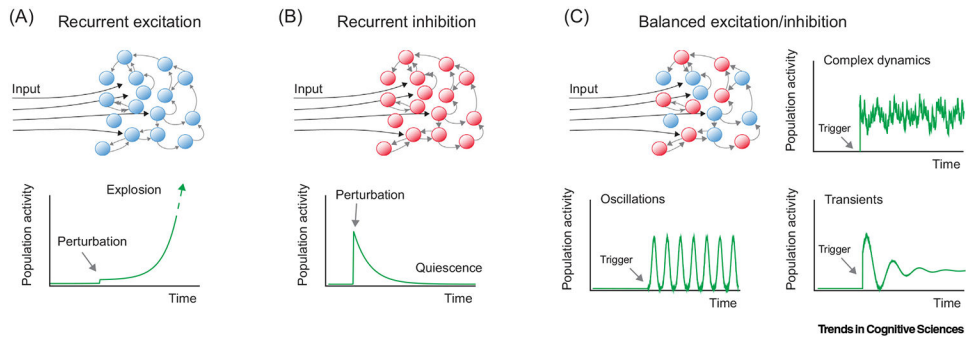 (A) Recurrent excitation
Input
Population activity
Explosion
Perturbation
Time
(B) Recurrent inhibition
Input
Population activity
Perturbation
Quiescence
Time
(C) Balanced excitation/inhibition
Input
Population activity
Complex dynamics
Trigger
Time
Population activity
Oscillations
Trigger
Time
Population activity
Transients
Trigger
Time
Trends in Cognitive Sciences